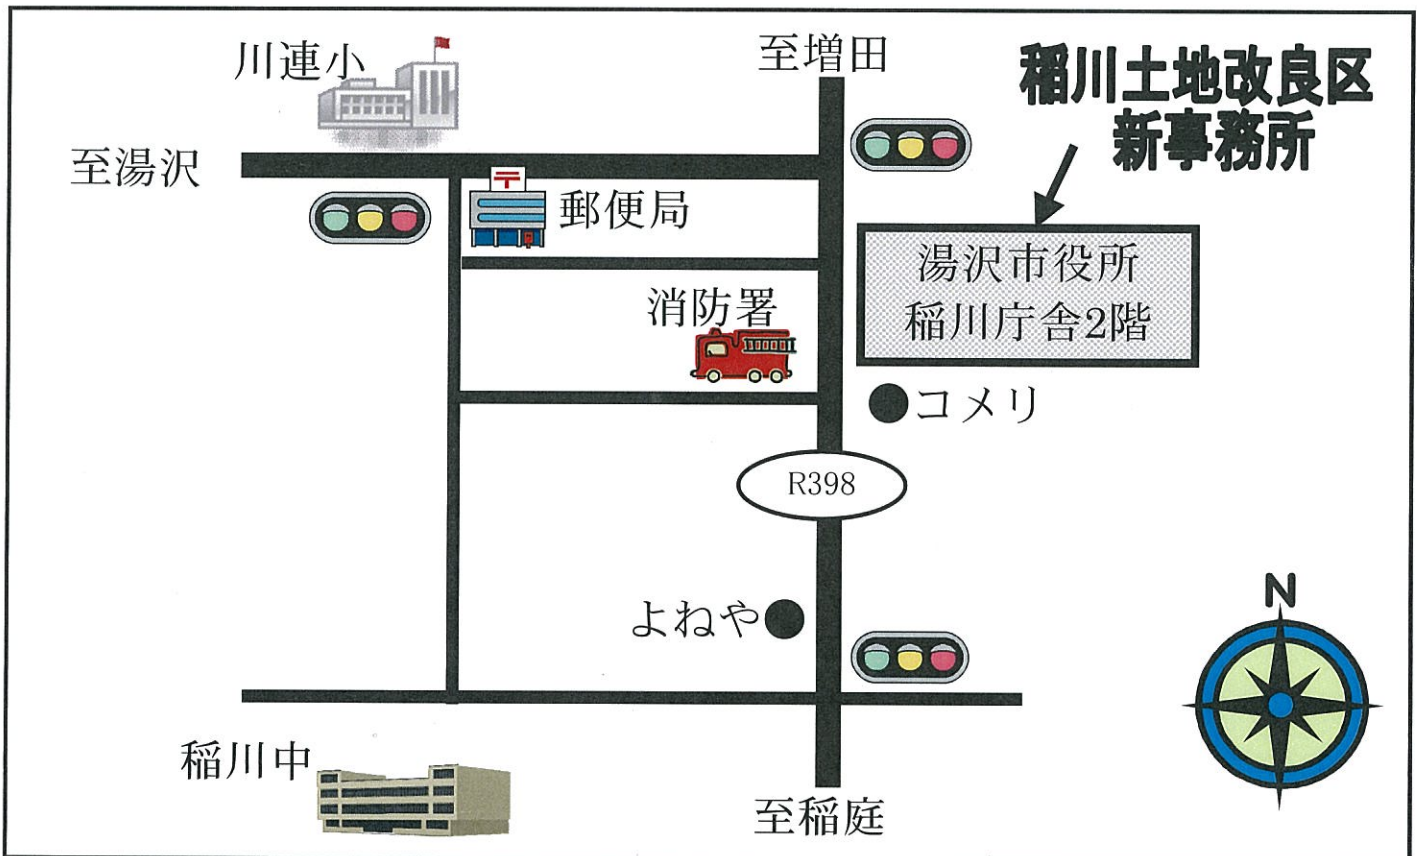 川連小
至増田
稲川土地改良区
新事務所
至湯沢
〒
郵便局
湯沢市役所
稲川庁舎2階
消防署
コメリ
R398
よねや
N
稲川中
至稲庭